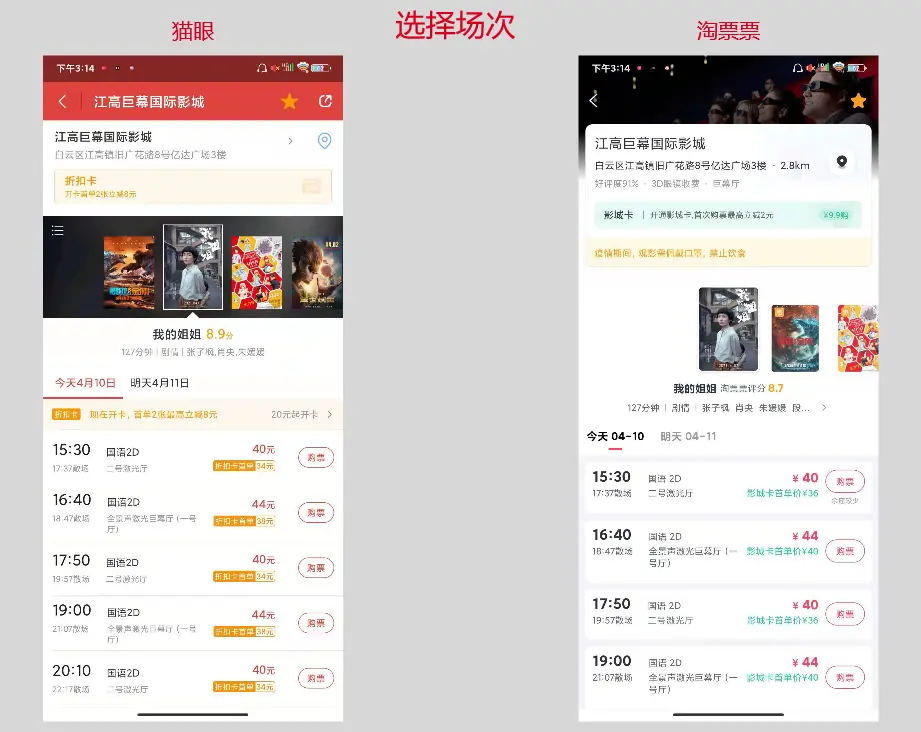 选择场次
猫眼
下午3:14
江高巨幕国际影城
江高巨幕国际影城
白云区江高镇旧广花路8号亿达广场3楼
折扣卡
开卡首单2张立减8元
我的姐姐 8.9分
127分钟 | 剧情 | 张子枫,肖央,朱媛媛
今天4月10日 明天4月11日
折扣卡 现在开卡，首单2张最高立减8元 20元起开卡
15:30 国语2D 40元 购票
17:37散场 二号激光厅 折扣卡首单 34元
16:40 国语2D 44元 购票
18:47散场 全景声激光巨幕厅 (一号厅) 折扣卡首单 38元
17:50 国语2D 40元 购票
19:57散场 二号激光厅 折扣卡首单 34元
19:00 国语2D 44元 购票
21:07散场 全景声激光巨幕厅 (一号厅) 折扣卡首单 38元
20:10 国语2D 40元 购票
22:17散场 二号激光厅 折扣卡首单 34元
淘票票
下午3:14
江高巨幕国际影城
白云区江高镇旧广花路8号亿达广场3楼 · 2.8km
好评度91% · 3D眼镜收费 · 巨幕厅
影城卡 | 开通影城卡,首次购票最高立减2元 ¥9.9购
疫情期间，观影需佩戴口罩，禁止饮食
我的姐姐 淘票票评分 8.7
127分钟 | 剧情 | 张子枫 肖央 朱媛媛 段...
今天 04-10 明天 04-11
15:30 国语 2D ¥ 40 购票
17:37散场 二号激光厅 影城卡首单价¥36 余座较少
16:40 国语 2D ¥ 44 购票
18:47散场 全景声激光巨幕厅 (一号厅) 影城卡首单价¥40
17:50 国语 2D ¥ 40 购票
19:57散场 二号激光厅 影城卡首单价¥36
19:00 国语 2D ¥ 44 购票
21:07散场 全景声激光巨幕厅 (一号厅) 影城卡首单价¥40